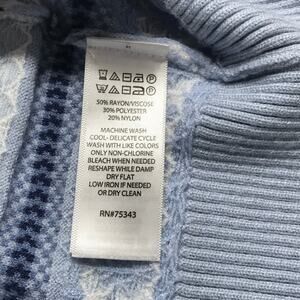 50% RAYON/VISCOSE
30% POLYESTER
20% NYLON
MACHINE WASH
COOL- DELICATE CYCLE
WASH WITH LIKE COLORS
ONLY NON-CHLORINE
BLEACH WHEN NEEDED
RESHAPE WHILE DAMP
DRY FLAT
LOW IRON IF NEEDED
OR DRY CLEAN
RN#75343